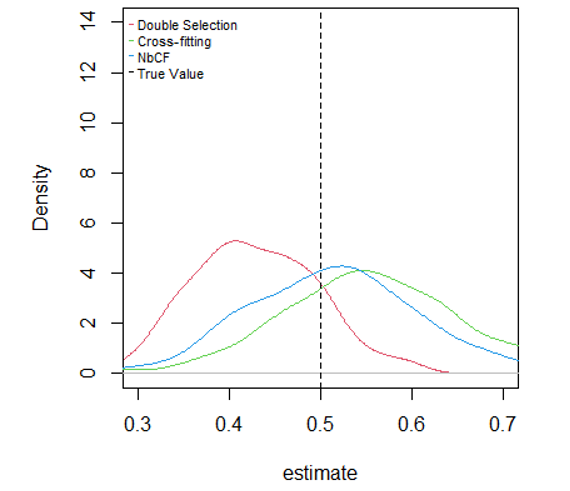 Double Selection
Cross-fitting
NbCF
True Value
14
12
10
8
6
4
2
0
Density
0.3 0.4 0.5 0.6 0.7
estimate